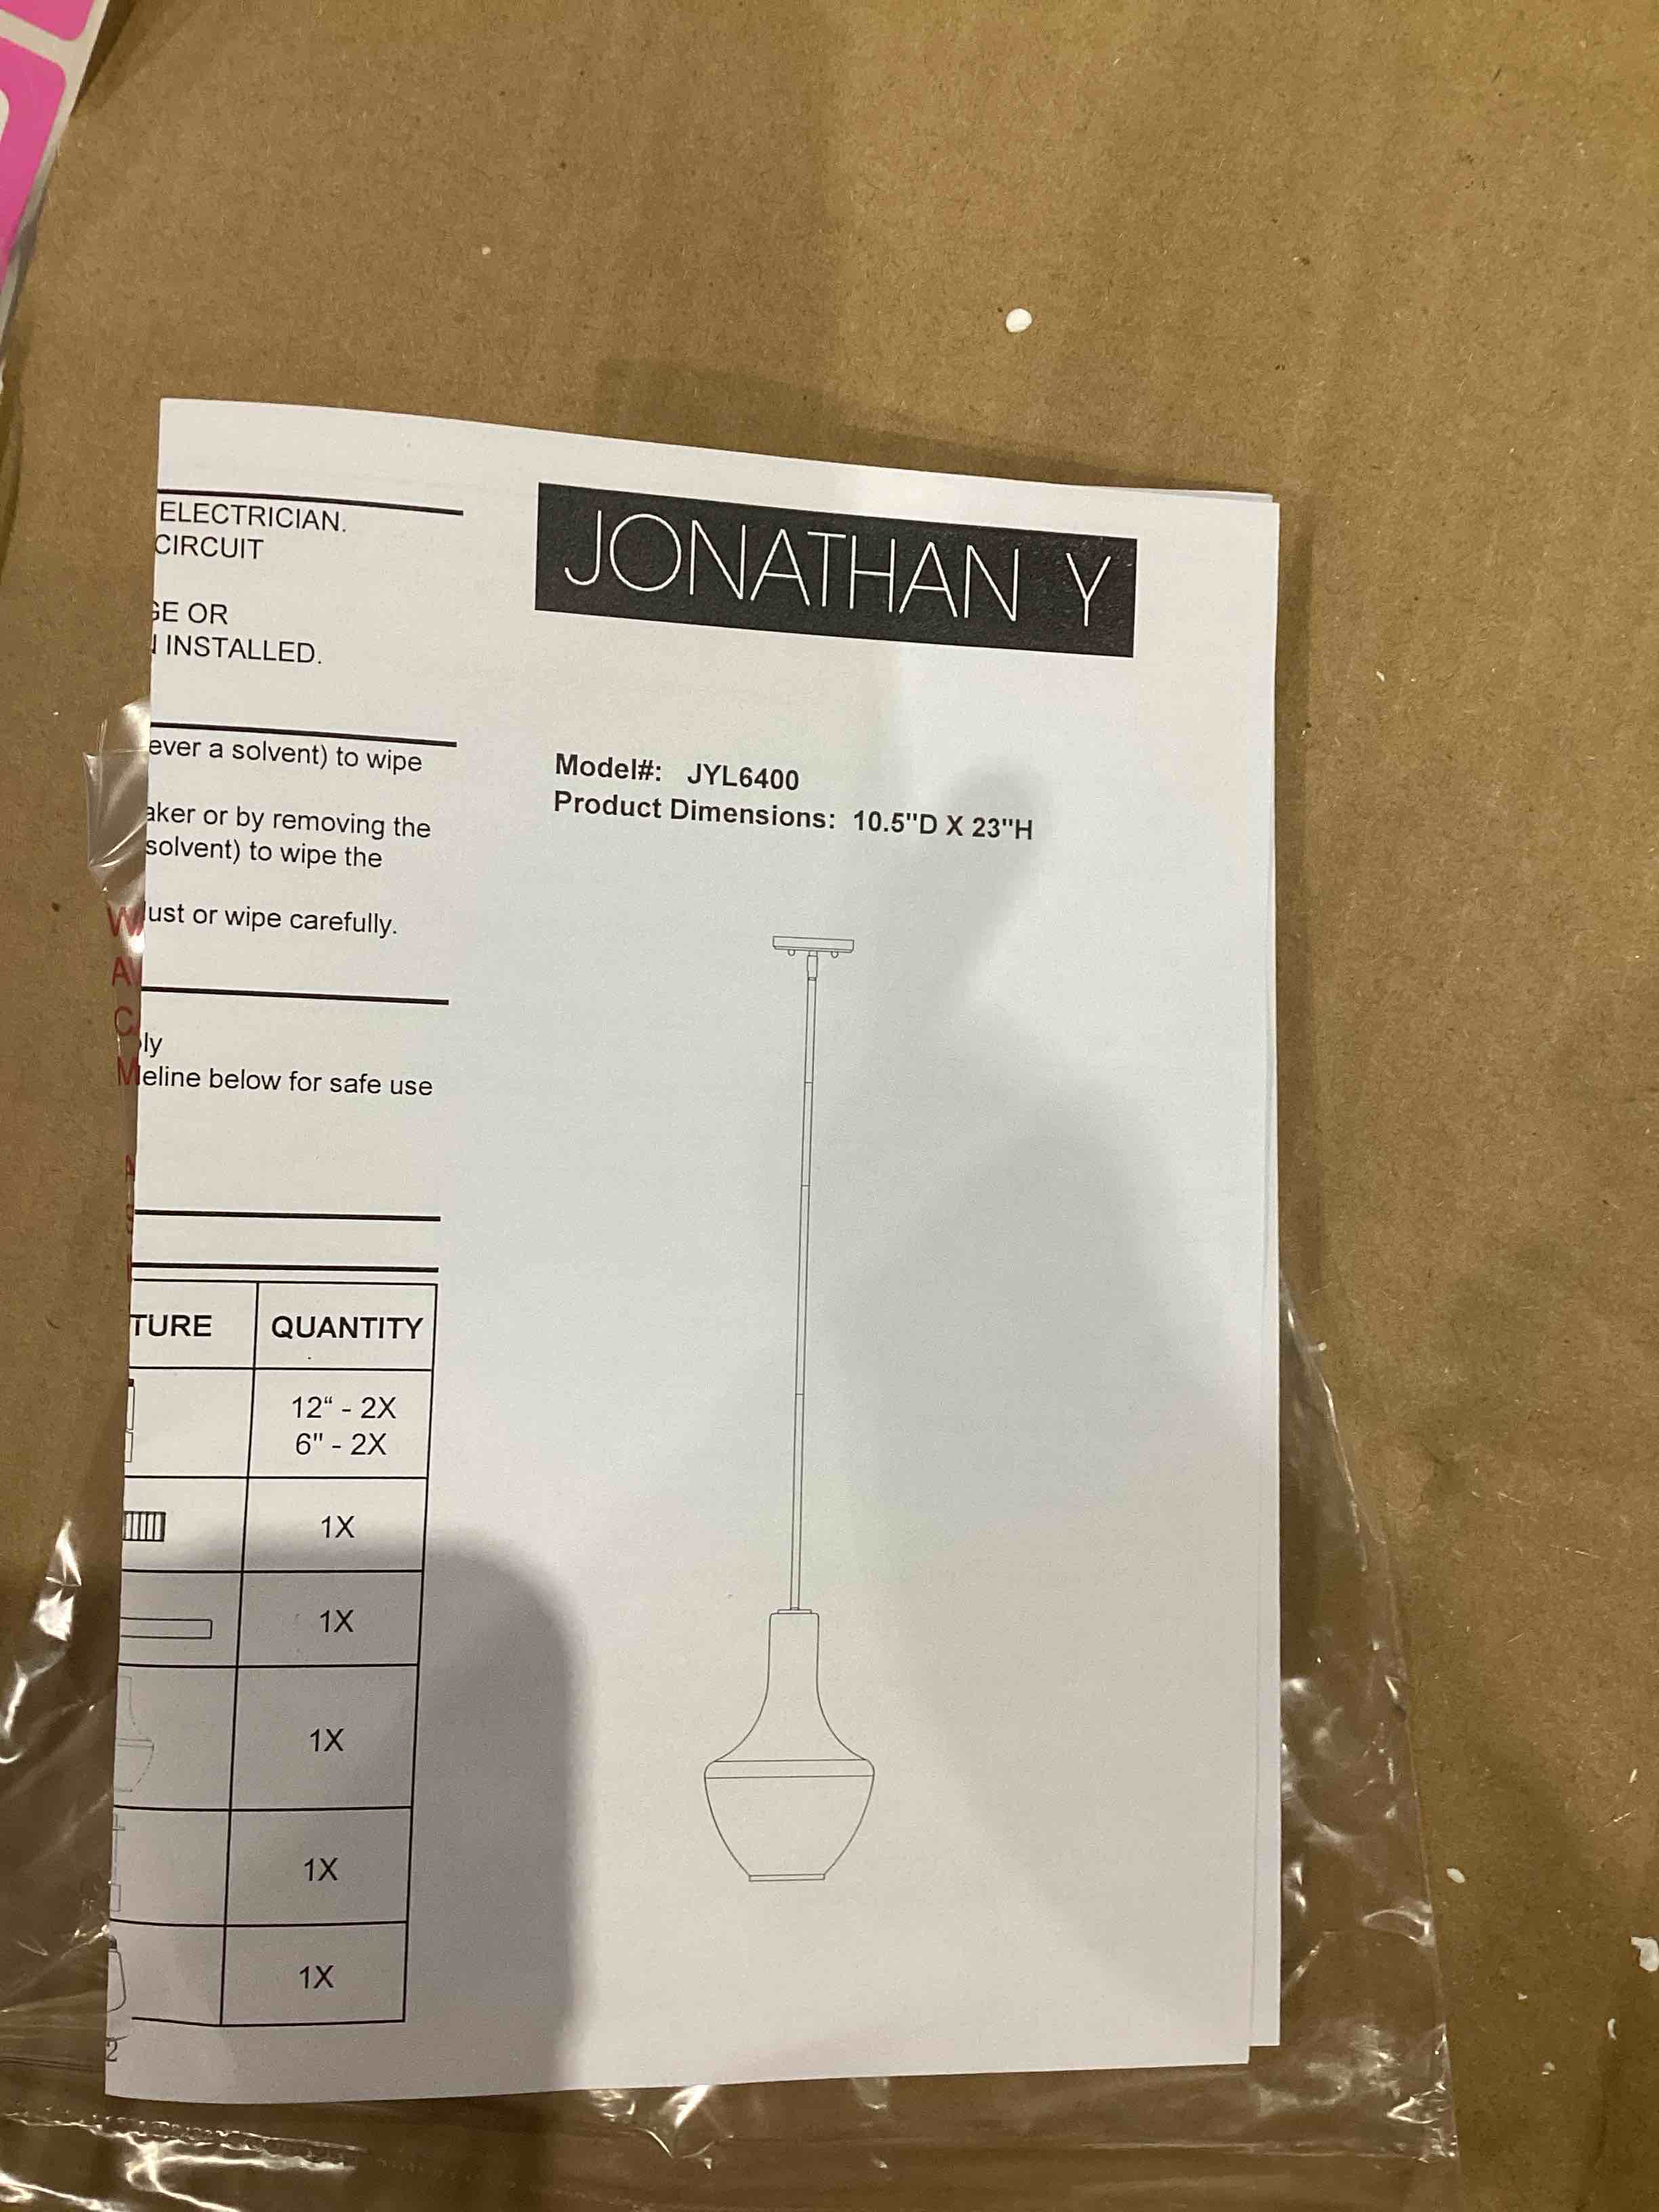 ELECTRICIAN.
CIRCUIT
GE OR
INSTALLED.
ever a solvent) to wipe
aker or by removing the
solvent) to wipe the
ust or wipe carefully.
ly
eline below for safe use
TURE QUANTITY
12“ - 2X
6" - 2X
1X
1X
1X
1X
1X
2
JONATHAN Y
Model#: JYL6400
Product Dimensions: 10.5"D X 23"H